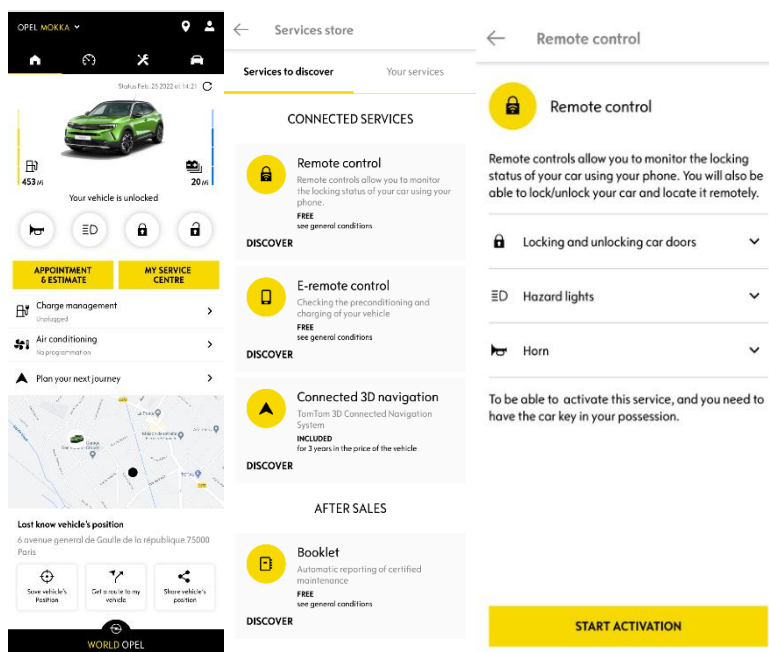 OPEL MOKKA
Status Feb. 25 2022 at 14:21
453 Mi
20 Mi
Your vehicle is unlocked
APPOINTMENT
& ESTIMATE
MY SERVICE
CENTRE
Charge management
Unplugged
Air conditioning
No programmation
Plan your next journey
Last know vehicle's position
6 avenue general de Gaulle de la république 75000
Paris
Save vehicle's
Position
Get a route to my
vehicle
Share vehicle's
position
WORLD OPEL
Services store
Services to discover
Your services
CONNECTED SERVICES
Remote control
Remote controls allow you to monitor
the locking status of your car using your
phone.
FREE
see general conditions
DISCOVER
E-remote control
Checking the preconditioning and
charging of your vehicle
FREE
see general conditions
DISCOVER
Connected 3D navigation
TomTom 3D Connected Navigation
System
INCLUDED
for 3 years in the price of the vehicle
DISCOVER
AFTER SALES
Booklet
Automatic reporting of certified
maintenance
FREE
see general conditions
DISCOVER
Remote control
Remote control
Remote controls allow you to monitor the locking
status of your car using your phone. You will also be
able to lock/unlock your car and locate it remotely.
Locking and unlocking car doors
Hazard lights
Horn
To be able to activate this service, and you need to
have the car key in your possession.
START ACTIVATION